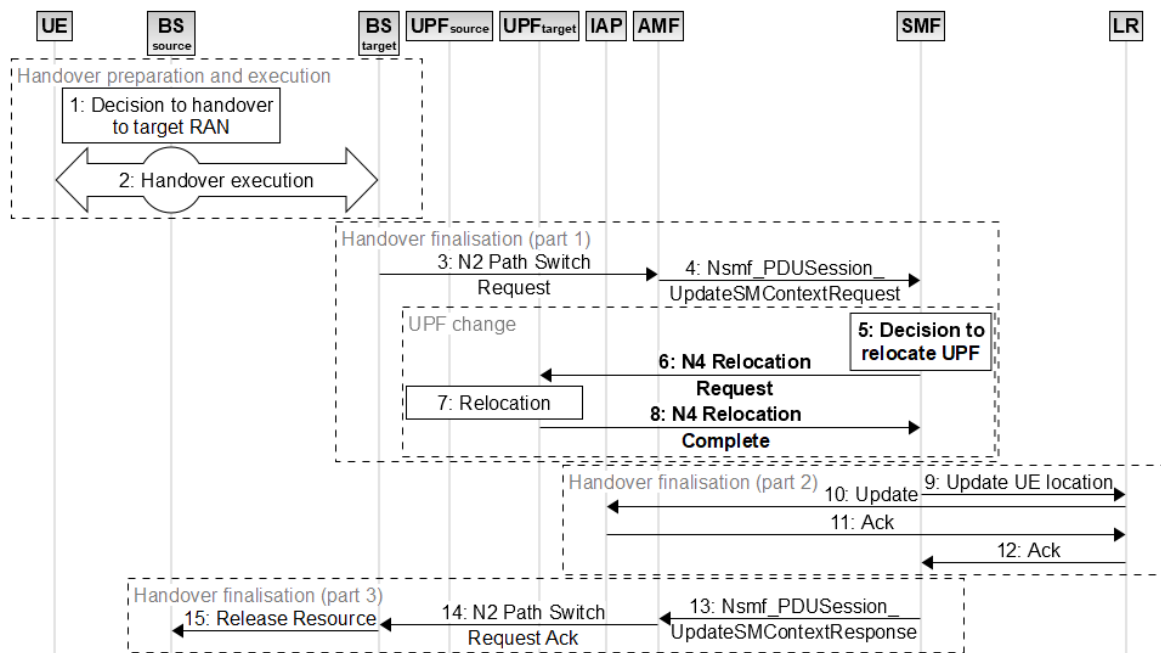 UE BS source BS target UPF source UPF target IAP AMF SMF LR
Handover preparation and execution
1: Decision to handover
to target RAN
2: Handover execution
Handover finalisation (part 1)
3: N2 Path Switch
Request
4: Nsmf_PDUSession_
UpdateSMContextRequest
UPF change
5: Decision to
relocate UPF
6: N4 Relocation
Request
7: Relocation
8: N4 Relocation
Complete
Handover finalisation (part 2)
9: Update UE location
10: Update
11: Ack
12: Ack
Handover finalisation (part 3)
13: Nsmf_PDUSession_
UpdateSMContextResponse
14: N2 Path Switch
Request Ack
15: Release Resource